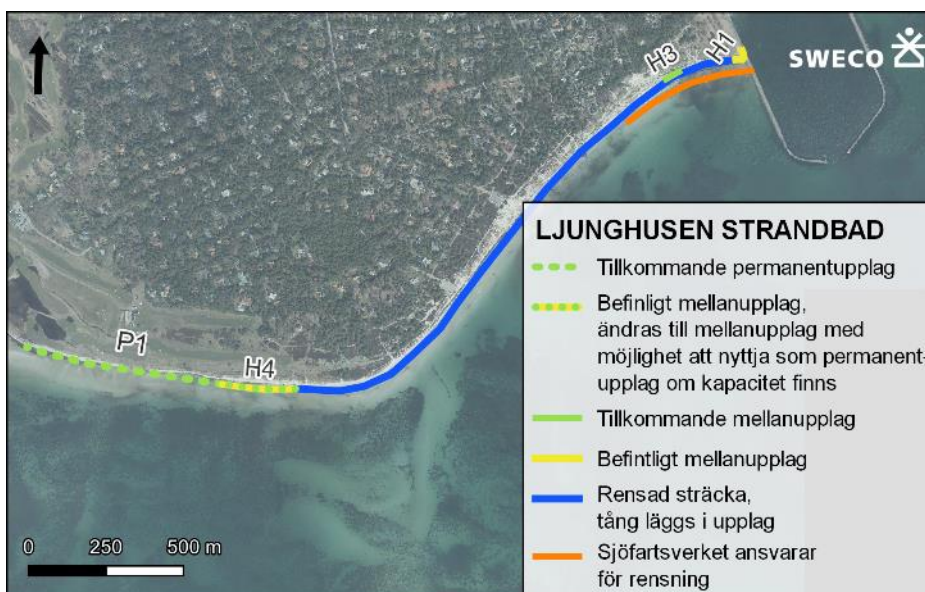 SWECO
H3
H1
P1
H4
LJUNGHUSEN STRANDBAD
Tillkommande permanentupplag
Befinligt mellanupplag,
ändras till mellanupplag med
möjlighet att nyttja som permanent-
upplag om kapacitet finns
Tillkommande mellanupplag
Befintligt mellanupplag
Rensad sträcka,
tång läggs i upplag
Sjöfartsverket ansvarar
för rensning
0 250 500 m